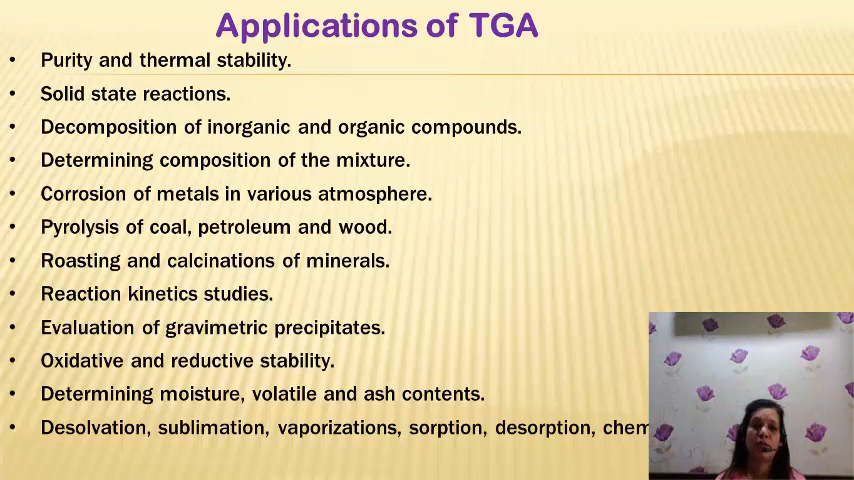 Applications of TGA
• Purity and thermal stability.
• Solid state reactions.
• Decomposition of inorganic and organic compounds.
• Determining composition of the mixture.
• Corrosion of metals in various atmosphere.
• Pyrolysis of coal, petroleum and wood.
• Roasting and calcinations of minerals.
• Reaction kinetics studies.
• Evaluation of gravimetric precipitates.
• Oxidative and reductive stability.
• Determining moisture, volatile and ash contents.
• Desolvation, sublimation, vaporizations, sorption, desorption,